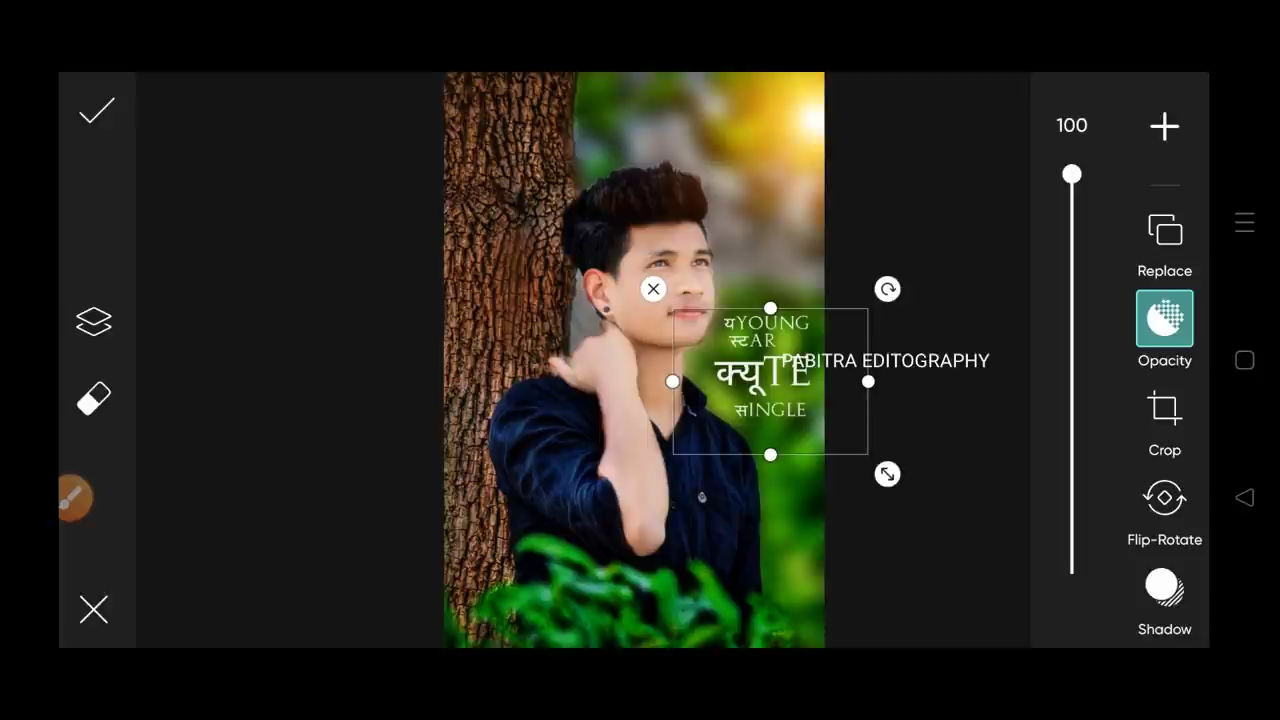 100
Replace
Opacity
Crop
Flip-Rotate
Shadow
यYOUNG
स्टAR
क्यूTE
सINGLE
PABITRA EDITOGRAPHY